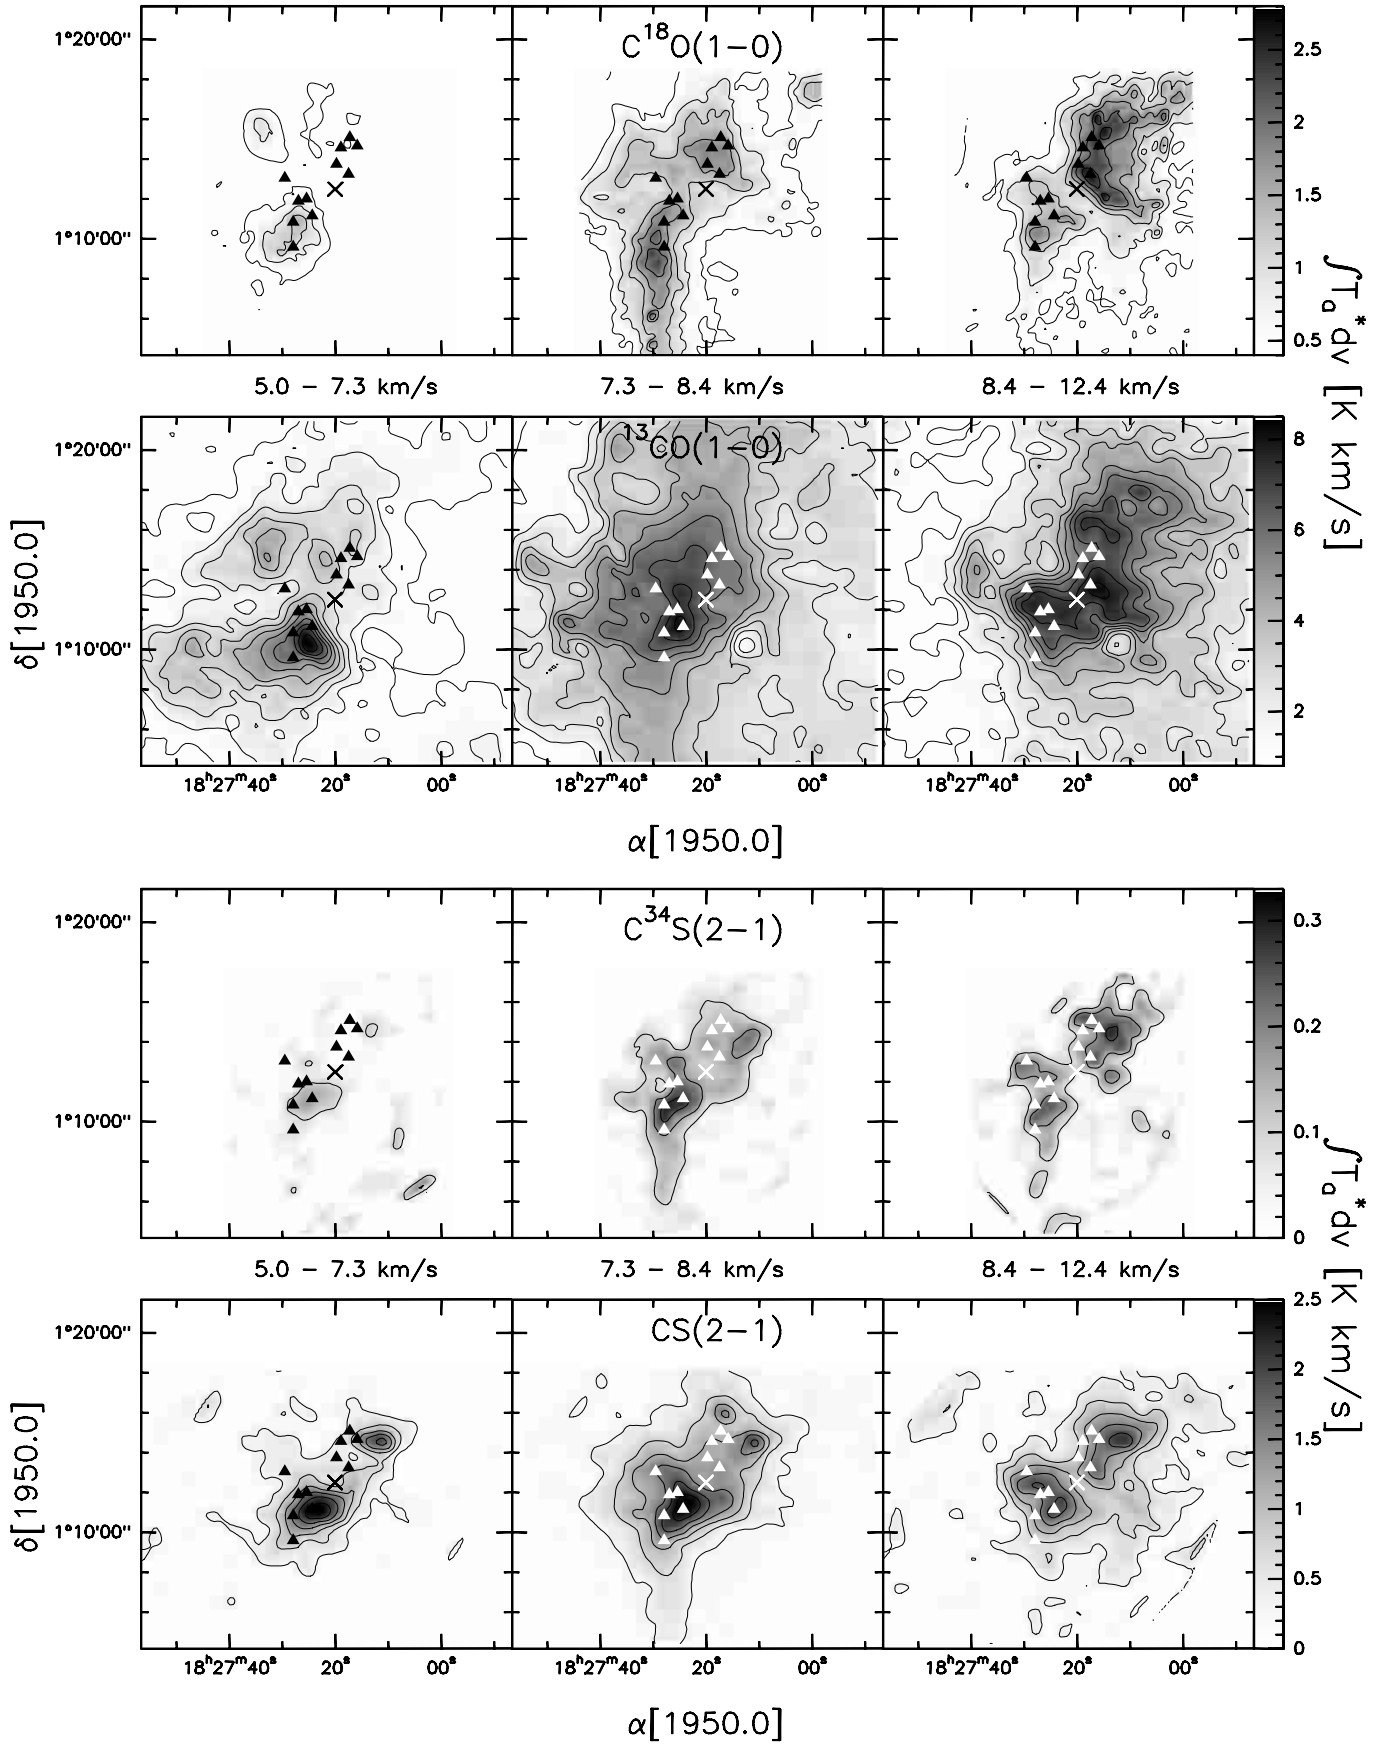 C¹⁸O(1−0)
1°20'00"
1°10'00"
2.5
2
1.5
1
0.5
5.0 − 7.3 km/s
7.3 − 8.4 km/s
8.4 − 12.4 km/s
∫Tₐ*dv [K km/s]
¹³CO(1−0)
1°20'00"
1°10'00"
8
6
4
2
δ[1950.0]
18ʰ27ᵐ40ˢ 20ˢ 00ˢ
18ʰ27ᵐ40ˢ 20ˢ 00ˢ
18ʰ27ᵐ40ˢ 20ˢ 00ˢ
α[1950.0]
C³⁴S(2−1)
1°20'00"
1°10'00"
0.3
0.2
0.1
0
5.0 − 7.3 km/s
7.3 − 8.4 km/s
8.4 − 12.4 km/s
∫Tₐ*dv [K km/s]
CS(2−1)
1°20'00"
1°10'00"
2.5
2
1.5
1
0.5
0
δ[1950.0]
18ʰ27ᵐ40ˢ 20ˢ 00ˢ
18ʰ27ᵐ40ˢ 20ˢ 00ˢ
18ʰ27ᵐ40ˢ 20ˢ 00ˢ
α[1950.0]